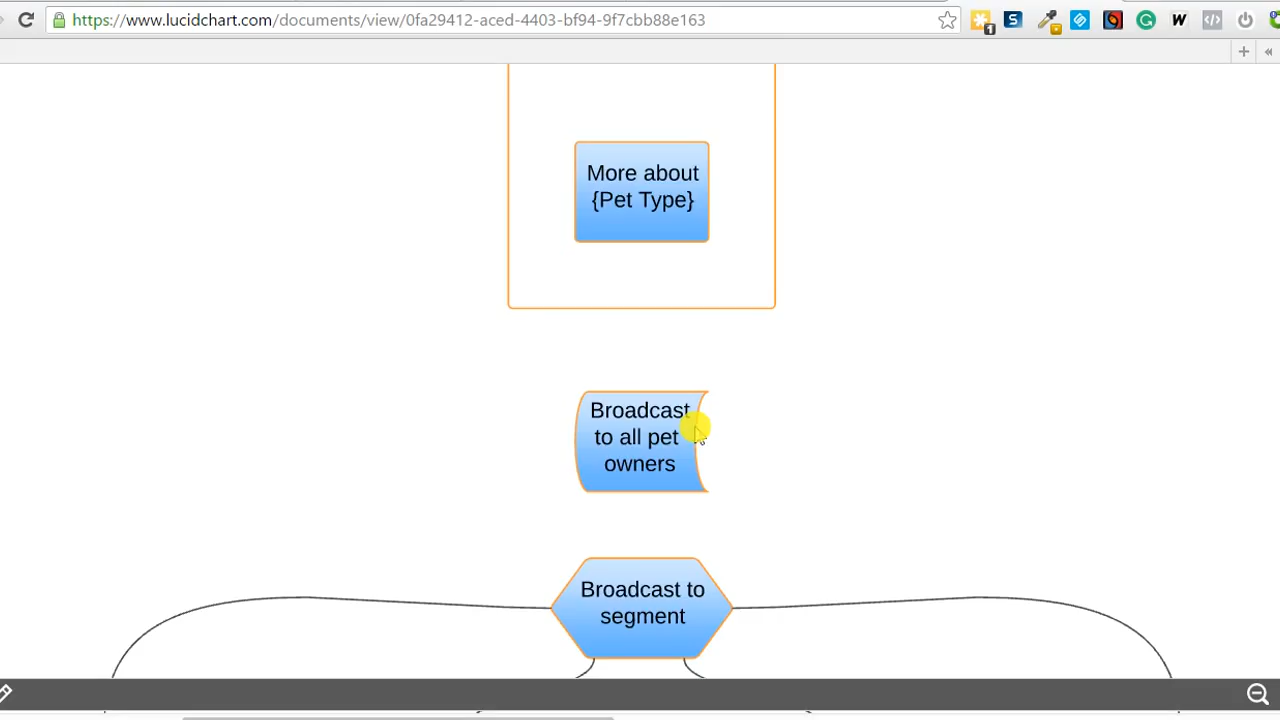 https://www.lucidchart.com/documents/view/0fa29412-aced-4403-bf94-9f7cbb88e163
1
S
W
More about
{Pet Type}
Broadcast
to all pet
owners
Broadcast to
segment